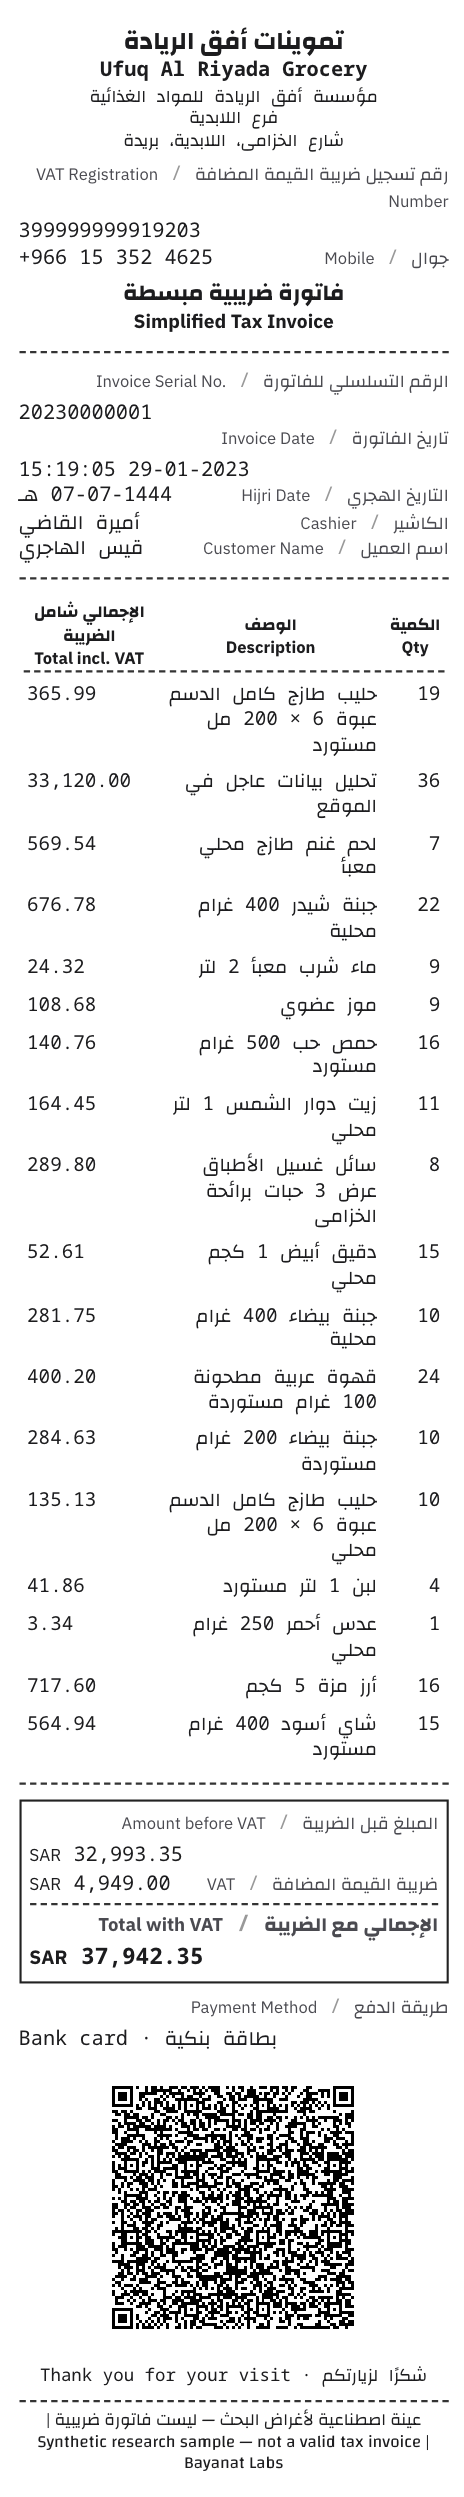 تموينات أفق الريادة
Ufuq Al Riyada Grocery
مؤسسة أفق الريادة للمواد الغذائية
فرع اللابدية
شارع الخزامى، اللابدية، بريدة
رقم تسجيل ضريبة القيمة المضافة / VAT Registration Number
399999999919203
جوال / Mobile +966 15 352 4625
فاتورة ضريبية مبسطة
Simplified Tax Invoice
الرقم التسلسلي للفاتورة / Invoice Serial No.
20230000001
تاريخ الفاتورة / Invoice Date
15:19:05 29-01-2023
التاريخ الهجري / Hijri Date 07-07-1444 هـ
الكاشير / Cashier أميرة القاضي
اسم العميل / Customer Name قيس الهاجري
الكمية الوصف الإجمالي شامل الضريبة
Qty Description Total incl. VAT
19 حليب طازج كامل الدسم 365.99
عبوة 6 × 200 مل
مستورد
36 تحليل بيانات عاجل في 33,120.00
الموقع
7 لحم غنم طازج محلي 569.54
معبأ
22 جبنة شيدر 400 غرام 676.78
محلية
9 ماء شرب معبأ 2 لتر 24.32
9 موز عضوي 108.68
16 حمص حب 500 غرام 140.76
مستورد
11 زيت دوار الشمس 1 لتر 164.45
محلي
8 سائل غسيل الأطباق 289.80
عرض 3 حبات برائحة
الخزامى
15 دقيق أبيض 1 كجم 52.61
محلي
10 جبنة بيضاء 400 غرام 281.75
محلية
24 قهوة عربية مطحونة 400.20
100 غرام مستوردة
10 جبنة بيضاء 200 غرام 284.63
مستوردة
10 حليب طازج كامل الدسم 135.13
عبوة 6 × 200 مل
محلي
4 لبن 1 لتر مستورد 41.86
1 عدس أحمر 250 غرام 3.34
محلي
16 أرز مزة 5 كجم 717.60
15 شاي أسود 400 غرام 564.94
مستورد
المبلغ قبل الضريبة / Amount before VAT
SAR 32,993.35
ضريبة القيمة المضافة / VAT SAR 4,949.00
الإجمالي مع الضريبة / Total with VAT
SAR 37,942.35
طريقة الدفع / Payment Method
Bank card · بطاقة بنكية
Thank you for your visit · شكرًا لزيارتكم
عينة اصطناعية لأغراض البحث — ليست فاتورة ضريبية |
Synthetic research sample — not a valid tax invoice |
Bayanat Labs